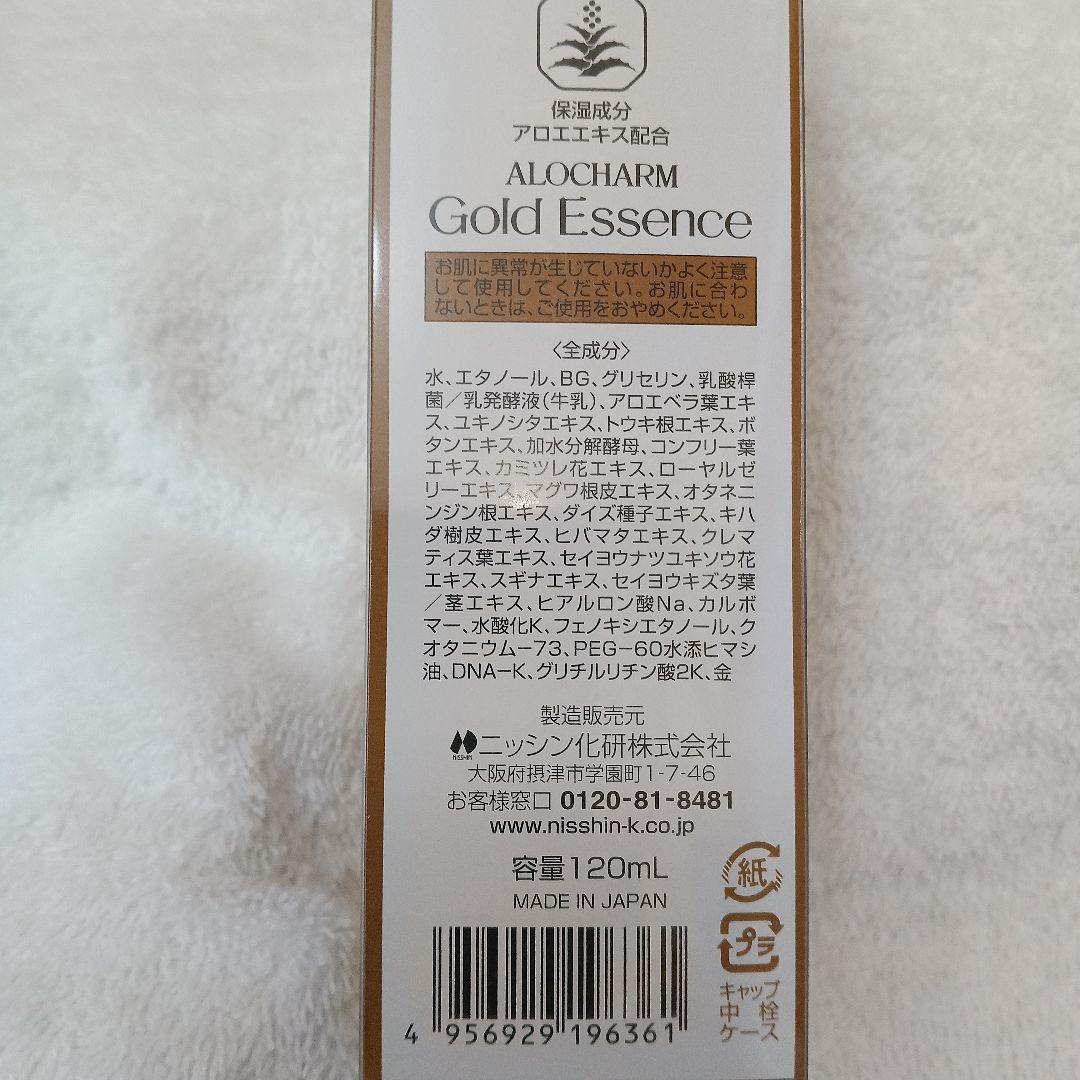 保湿成分
アロエエキス配合
ALOCHARM
Gold Essence
お肌に異常が生じていないかよく注意
して使用してください。お肌に合わ
ないときは、ご使用をおやめください。
〈全成分〉
水、エタノール、BG、グリセリン、乳酸桿
菌／乳発酵液(牛乳)、アロエベラ葉エキ
ス、ユキノシタエキス、トウキ根エキス、ボ
タンエキス、加水分解酵母、コンフリー葉
エキス、カミツレ花エキス、ローヤルゼ
リーエキス、マグワ根皮エキス、オタネニ
ンジン根エキス、ダイズ種子エキス、キハ
ダ樹皮エキス、ヒバマタエキス、クレマ
ティス葉エキス、セイヨウナツユキソウ花
エキス、スギナエキス、セイヨウキズタ葉
／茎エキス、ヒアルロン酸Na、カルボ
マー、水酸化K、フェノキシエタノール、ク
オタニウム－73、PEG－60水添ヒマシ
油、DNA－K、グリチルリチン酸2K、金
製造販売元
NISSHIN ニッシン化研株式会社
大阪府摂津市学園町1-7-46
お客様窓口 0120-81-8481
www.nisshin-k.co.jp
容量120mL
MADE IN JAPAN
紙
プラ
キャップ
中栓
ケース
4 956929 196361